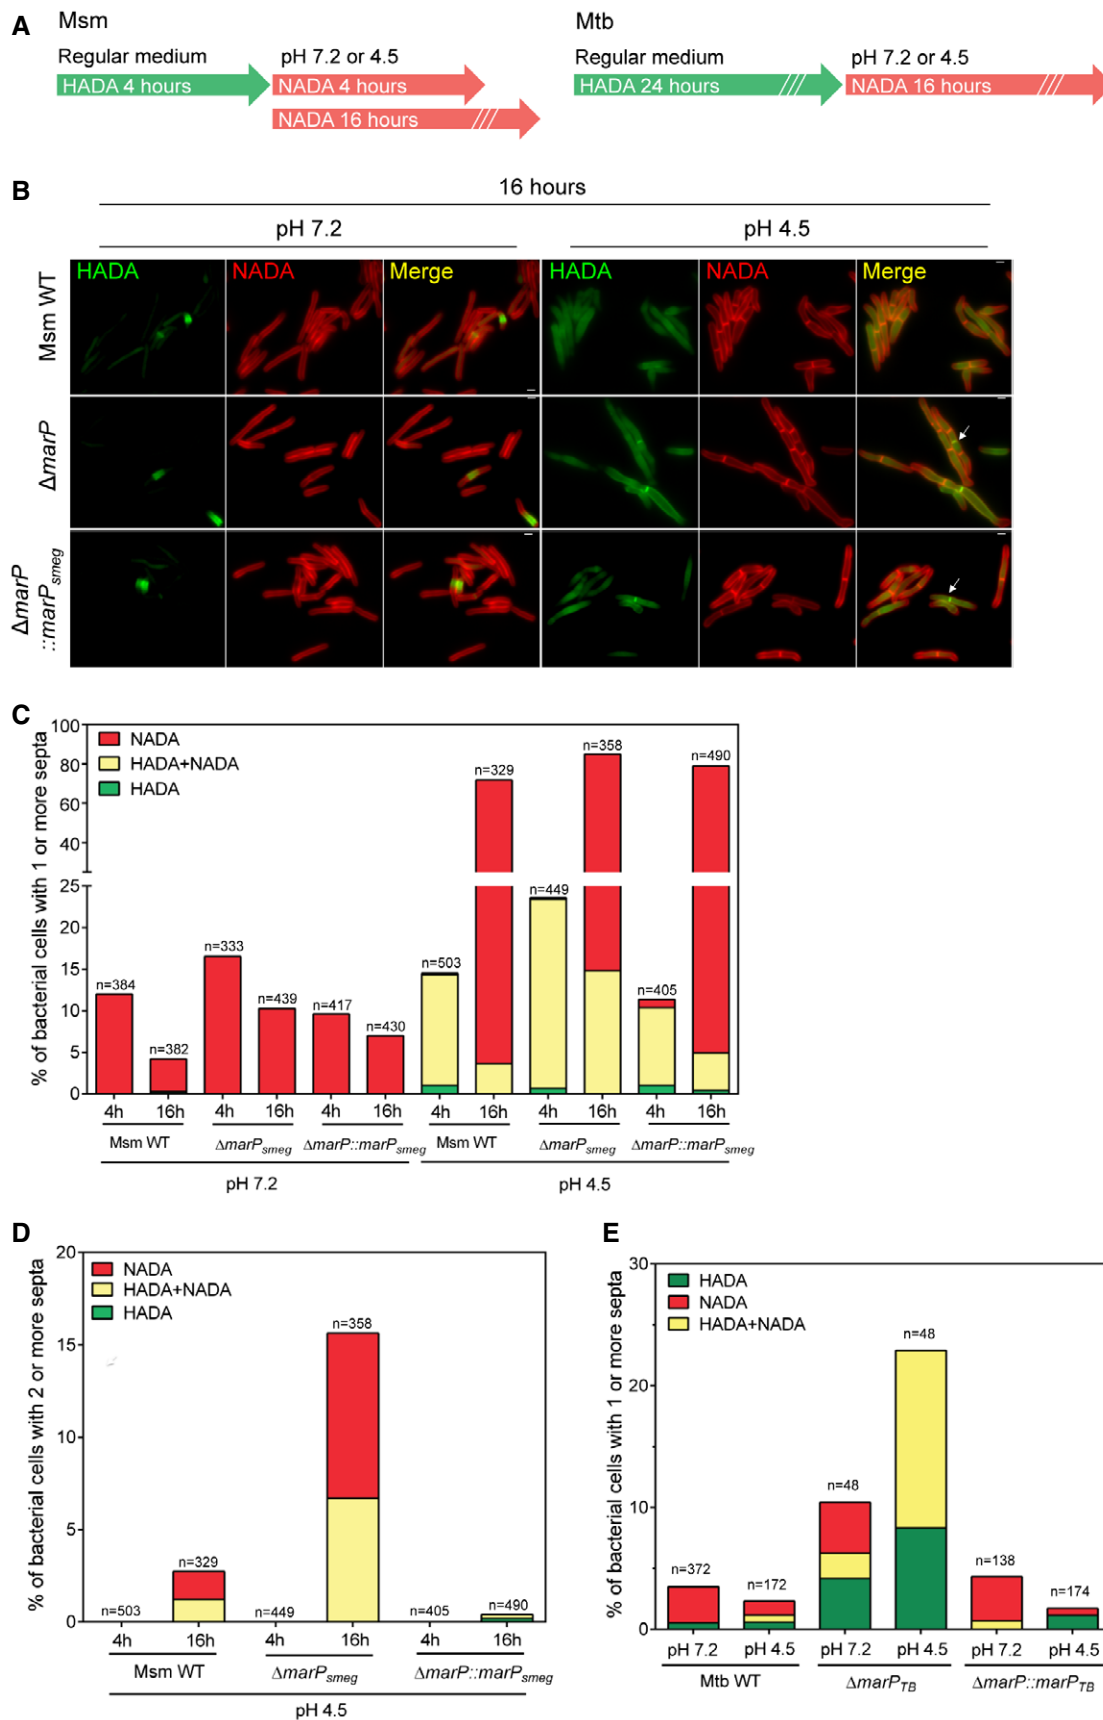 A
Msm
Mtb
Regular medium
pH 7.2 or 4.5
Regular medium
pH 7.2 or 4.5
HADA 4 hours
NADA 4 hours
HADA 24 hours
NADA 16 hours
NADA 16 hours
B
16 hours
pH 7.2
pH 4.5
HADA
NADA
Merge
HADA
NADA
Merge
Msm WT
ΔmarP
ΔmarP
::marPsmeg
C
% of bacterial cells with 1 or more septa
100
80
60
40
25
20
15
10
5
0
NADA
HADA+NADA
HADA
n=384
n=382
n=333
n=439
n=417
n=430
n=503
n=329
n=449
n=358
n=405
n=490
4h
16h
4h
16h
4h
16h
4h
16h
4h
16h
4h
16h
Msm WT
ΔmarPsmeg
ΔmarP::marPsmeg
Msm WT
ΔmarPsmeg
ΔmarP::marPsmeg
pH 7.2
pH 4.5
D
% of bacterial cells with 2 or more septa
20
15
10
5
0
NADA
HADA+NADA
HADA
n=503
n=329
n=449
n=358
n=405
n=490
4h
16h
4h
16h
4h
16h
Msm WT
ΔmarPsmeg
ΔmarP::marPsmeg
pH 4.5
E
% of bacterial cells with 1 or more septa
30
20
10
0
HADA
NADA
HADA+NADA
n=372
n=172
n=48
n=48
n=138
n=174
pH 7.2
pH 4.5
pH 7.2
pH 4.5
pH 7.2
pH 4.5
Mtb WT
ΔmarPTB
ΔmarP::marPTB